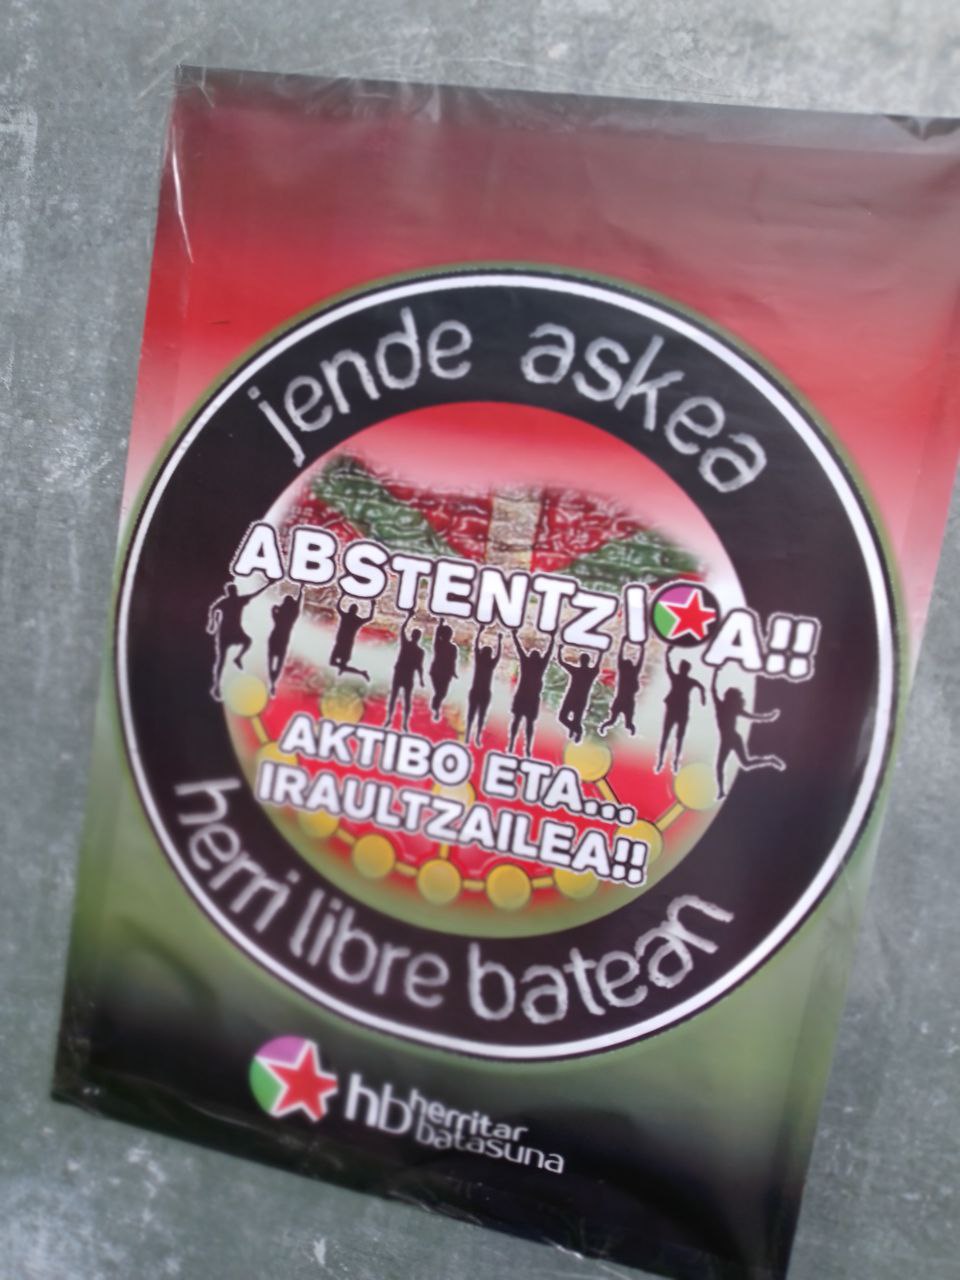 jende askea
ABSTENTZIOA!!
AKTIBO ETA...
IRAULTZAILEA!!
herri libre batean
hb herritar
batasuna